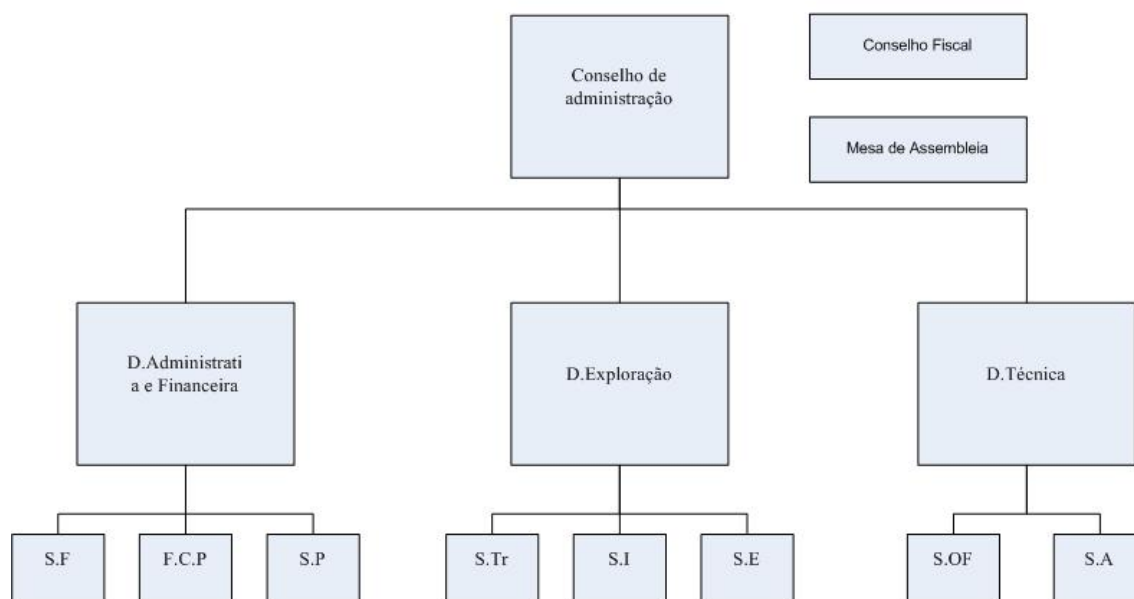 Conselho de
administração
Conselho Fiscal
Mesa de Assembleia
D.Administrati
a e Financeira
D.Exploração
D.Técnica
S.F
F.C.P
S.P
S.Tr
S.I
S.E
S.OF
S.A